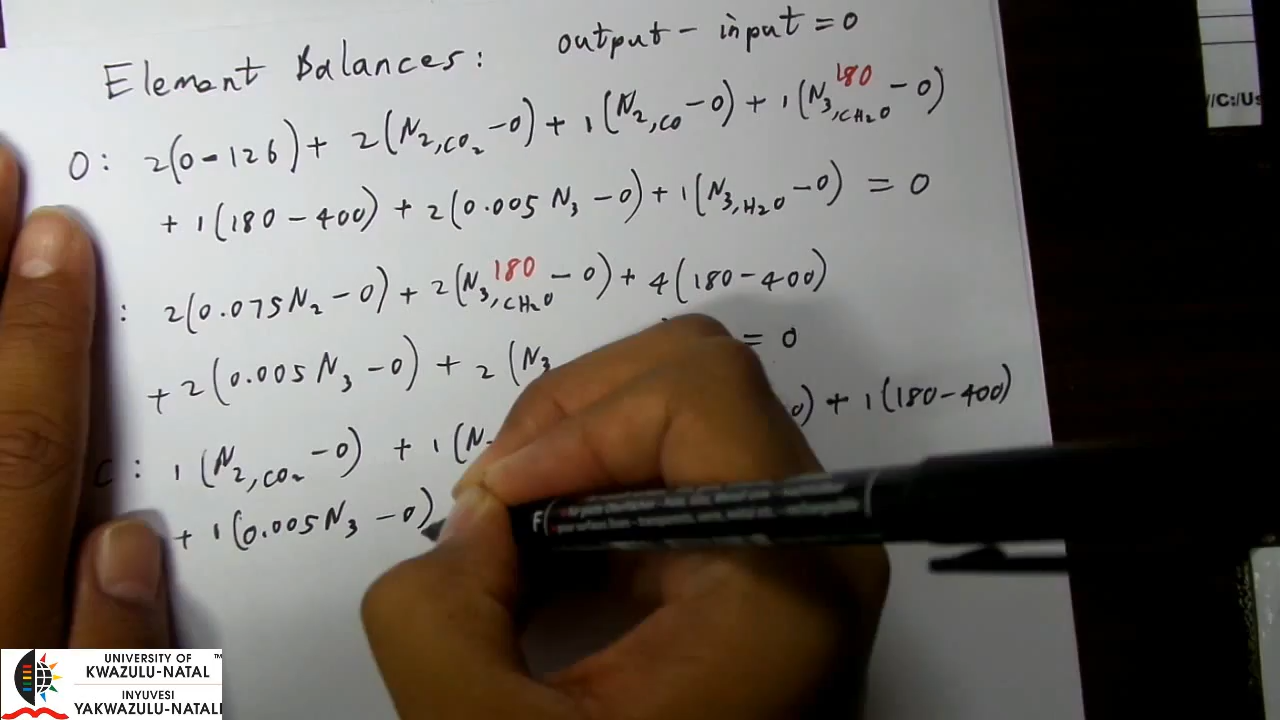 Element Balances: output - input = 0
O: 2(0-126) + 2(N2,CO2 - 0) + 1(N2,CO - 0) + 1(N3,CH2O 180 - 0)
+ 1(180 - 400) + 2(0.005 N3 - 0) + 1(N3,H2O - 0) = 0
: 2(0.075 N2 - 0) + 2(N3,CH2O 180 - 0) + 4(180 - 400)
+ 2(0.005 N3 - 0) + 2(N3 = 0
C: 1(N2,CO2 - 0) + 1(N 0) + 1(180 - 400)
+ 1(0.005 N3 - 0)
//C:/Us
UNIVERSITY OF ™
KWAZULU-NATAL
INYUVESI
YAKWAZULU-NATALI